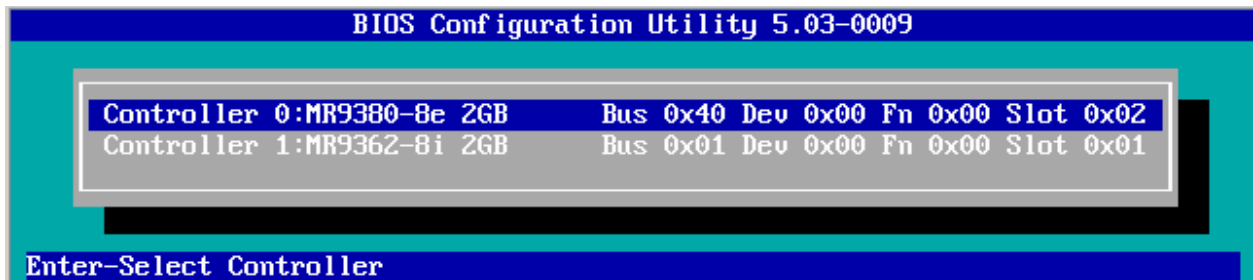 BIOS Configuration Utility 5.03-0009
Controller 0:MR9380-8e 2GB Bus 0x40 Dev 0x00 Fn 0x00 Slot 0x02
Controller 1:MR9362-8i 2GB Bus 0x01 Dev 0x00 Fn 0x00 Slot 0x01
Enter-Select Controller